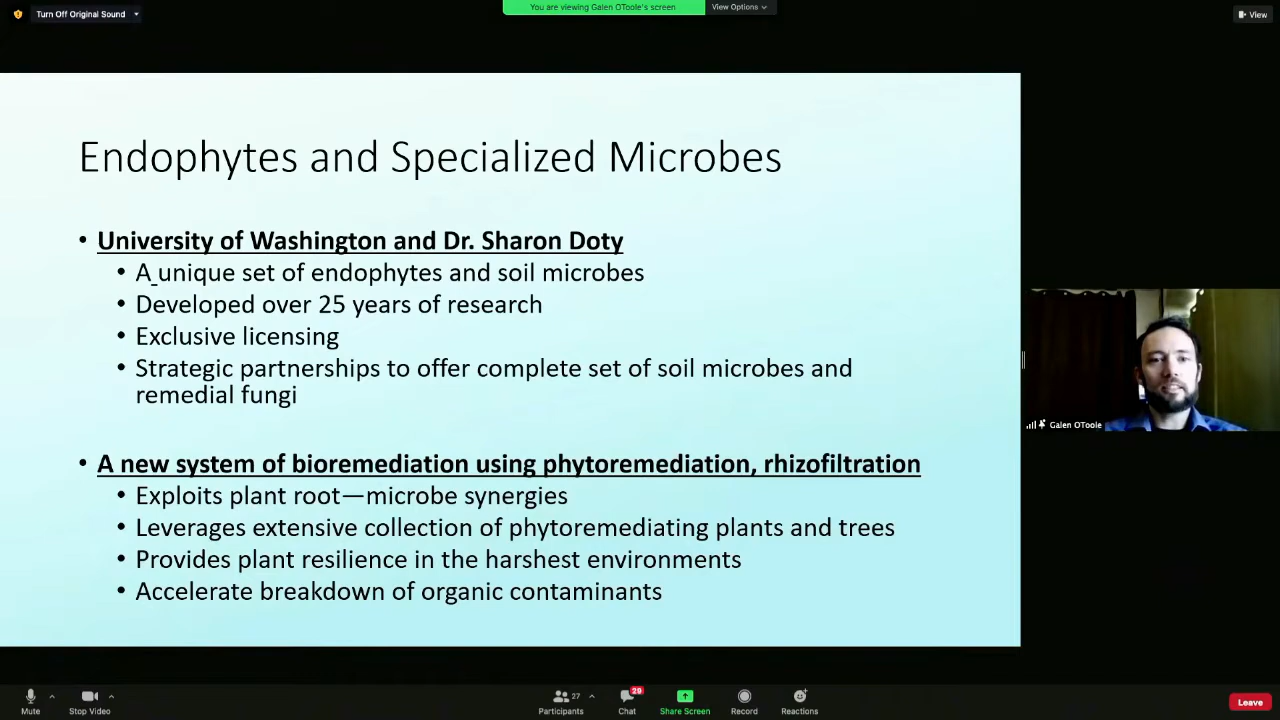 Turn Off Original Sound
You are viewing Galen OToole's screen
View Options
View
Endophytes and Specialized Microbes
• University of Washington and Dr. Sharon Doty
• A unique set of endophytes and soil microbes
• Developed over 25 years of research
• Exclusive licensing
• Strategic partnerships to offer complete set of soil microbes and
remedial fungi
• A new system of bioremediation using phytoremediation, rhizofiltration
• Exploits plant root—microbe synergies
• Leverages extensive collection of phytoremediating plants and trees
• Provides plant resilience in the harshest environments
• Accelerate breakdown of organic contaminants
Galen OToole
Mute
Stop Video
27
Participants
29
Chat
Share Screen
Record
Reactions
Leave